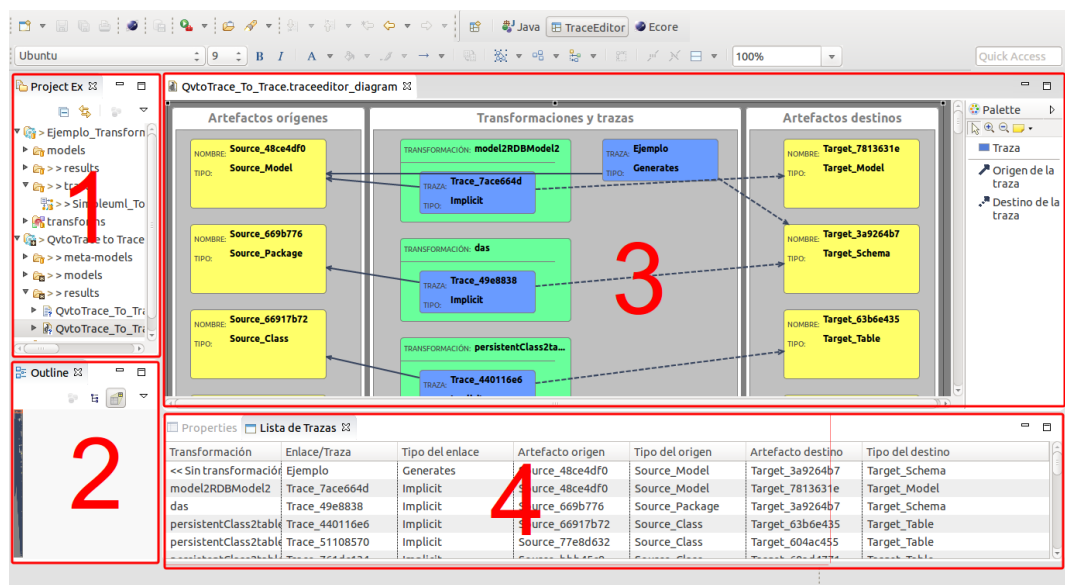 Java TraceEditor Ecore
Ubuntu 9 B I A 100% Quick Access
Project Ex
> Ejemplo_Transform
models
> > results
> > tra
> > Simpleuml_To
transforms
> QvtoTrace to Trace
> > meta-models
> > models
> > results
QvtoTrace_To_Tra
QvtoTrace_To_Tra
1
Outline
2
QvtoTrace_To_Trace.traceeditor_diagram
Artefactos orígenes
NOMBRE: Source_48ce4df0
TIPO: Source_Model
NOMBRE: Source_669b776
TIPO: Source_Package
NOMBRE: Source_66917b72
TIPO: Source_Class
Transformaciones y trazas
TRANSFORMACIÓN: model2RDBModel2
TRAZA: Trace_7ace664d
TIPO: Implicit
TRAZA: Ejemplo
TIPO: Generates
TRANSFORMACIÓN: das
TRAZA: Trace_49e8838
TIPO: Implicit
TRANSFORMACIÓN: persistentClass2ta...
TRAZA: Trace_440116e6
Implicit
3
Artefactos destinos
NOMBRE: Target_7813631e
TIPO: Target_Model
NOMBRE: Target_3a9264b7
TIPO: Target_Schema
NOMBRE: Target_63b6e435
TIPO: Target_Table
Palette
Traza
Origen de la
traza
Destino de la
traza
Properties Lista de Trazas
Transformación Enlace/Traza Tipo del enlace Artefacto origen Tipo del origen Artefacto destino Tipo del destino
<< Sin transformación Ejemplo Generates Source_48ce4df0 Source_Model Target_3a9264b7 Target_Schema
model2RDBModel2 Trace_7ace664d Implicit Source_48ce4df0 Source_Model Target_7813631e Target_Model
das Trace_49e8838 Implicit Source_669b776 Source_Package Target_3a9264b7 Target_Schema
persistentClass2table Trace_440116e6 Implicit Source_66917b72 Source_Class Target_63b6e435 Target_Table
persistentClass2table Trace_51108570 Implicit Source_77e8d632 Source_Class Target_604ac455 Target_Table
4